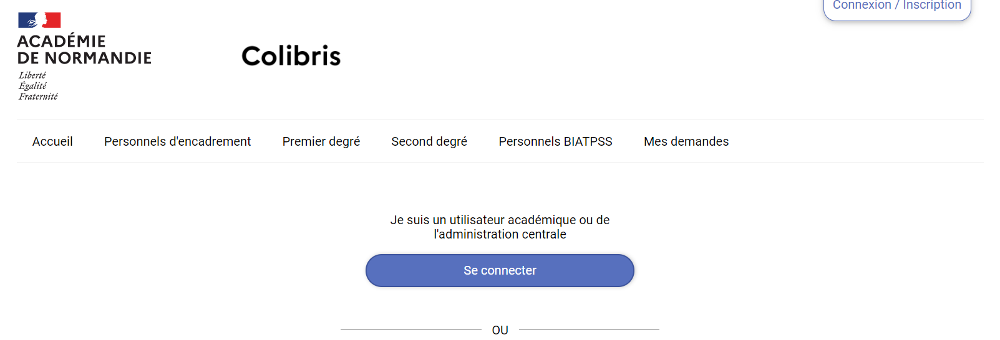 Connexion / Inscription
ACADÉMIE
DE NORMANDIE
Liberté
Égalité
Fraternité
Colibris
Accueil Personnels d'encadrement Premier degré Second degré Personnels BIATPSS Mes demandes
Je suis un utilisateur académique ou de
l'administration centrale
Se connecter
OU